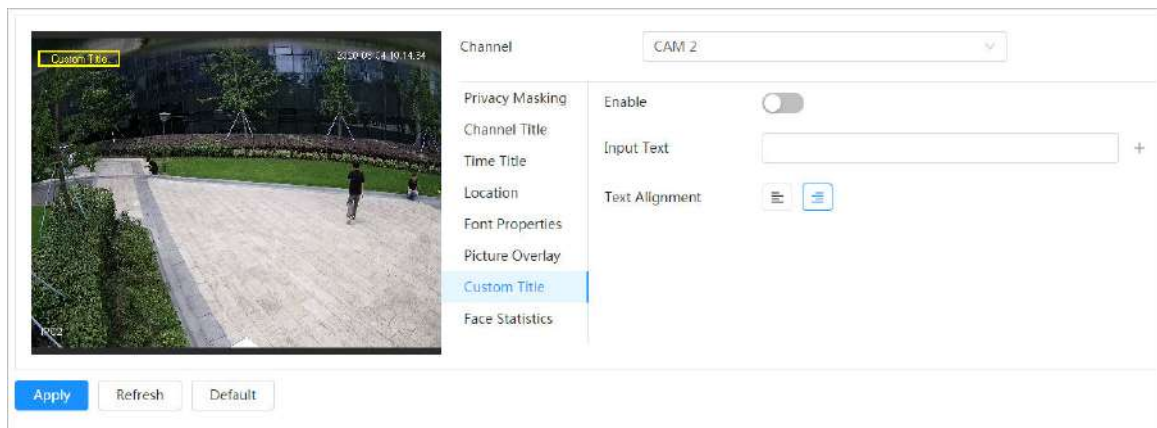 Custom Title
Channel
CAM 2
Privacy Masking
Channel Title
Time Title
Location
Font Properties
Picture Overlay
Custom Title
Face Statistics
Enable
Input Text
+
Text Alignment
IPC2
Apply
Refresh
Default